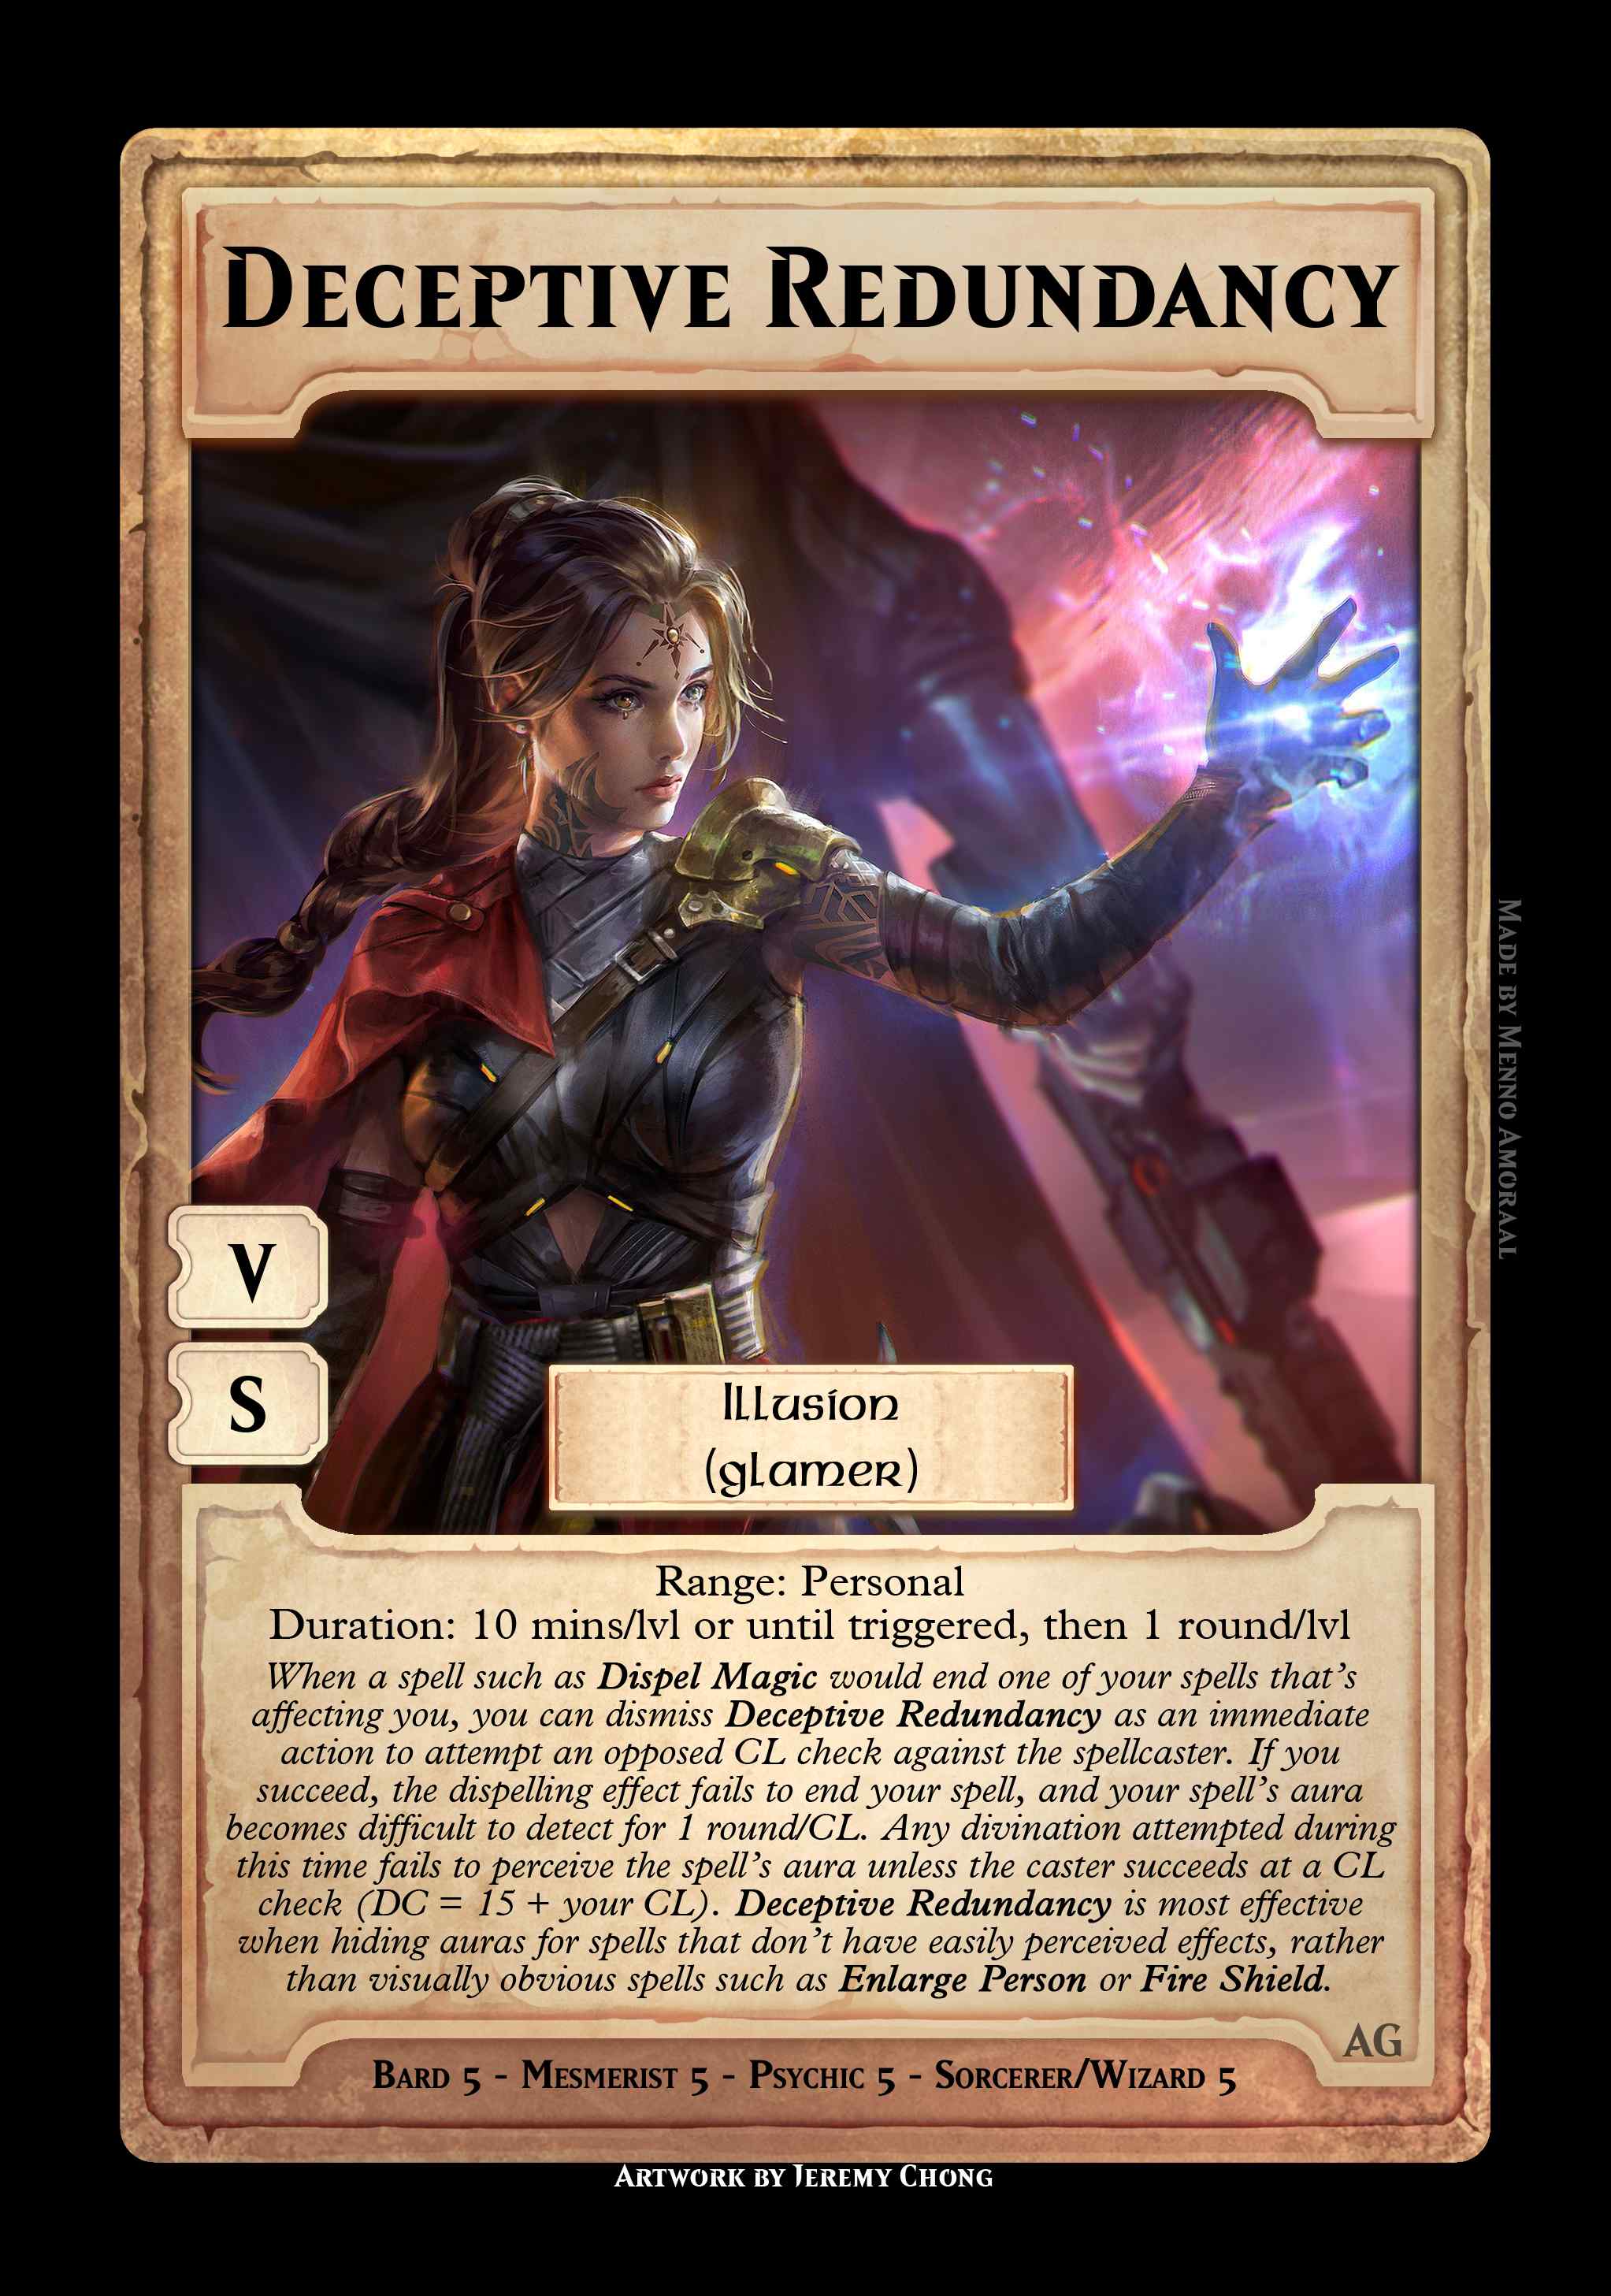 Deceptive Redundancy
V
S
Illusion
(glamer)
Range: Personal
Duration: 10 mins/lvl or until triggered, then 1 round/lvl
When a spell such as Dispel Magic would end one of your spells that's
affecting you, you can dismiss Deceptive Redundancy as an immediate
action to attempt an opposed CL check against the spellcaster. If you
succeed, the dispelling effect fails to end your spell, and your spell's aura
becomes difficult to detect for 1 round/CL. Any divination attempted during
this time fails to perceive the spell's aura unless the caster succeeds at a CL
check (DC = 15 + your CL). Deceptive Redundancy is most effective
when hiding auras for spells that don't have easily perceived effects, rather
than visually obvious spells such as Enlarge Person or Fire Shield.
AG
Bard 5 - Mesmerist 5 - Psychic 5 - Sorcerer/Wizard 5
Artwork by Jeremy Chong
Made by Menno Amoraal